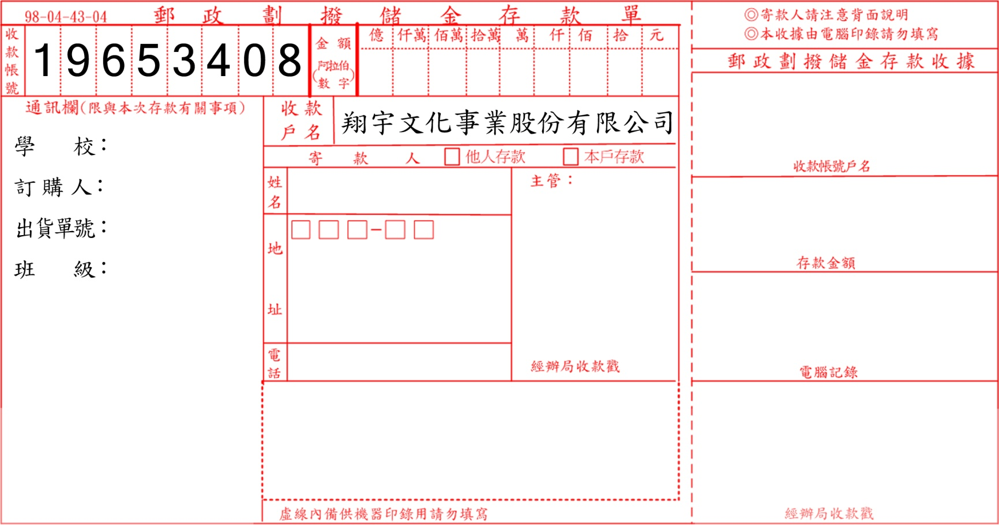 98-04-43-04 郵政劃撥儲金存款單
收款帳號 19653408
金額(阿拉伯數字) 億 仟萬 佰萬 拾萬 萬 仟 佰 拾 元
通訊欄(限與本次存款有關事項)
學 校：
訂購人：
出貨單號：
班 級：
收款戶名 翔宇文化事業股份有限公司
寄款人 □他人存款 □本戶存款
姓名
主管：
地址 □□□-□□
電話
經辦局收款戳
虛線內備供機器印錄用請勿填寫
◎寄款人請注意背面說明
◎本收據由電腦印錄請勿填寫
郵政劃撥儲金存款收據
收款帳號戶名
存款金額
電腦記錄
經辦局收款戳